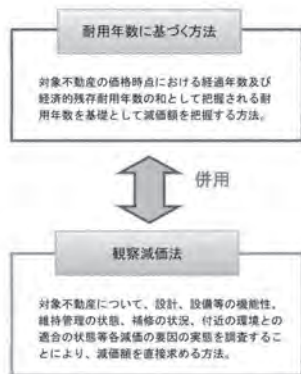 耐用年数に基づく方法
対象不動産の価格時点における経過年数及び
経済的残存耐用年数の和として把握される耐
用年数を基礎として減価額を把握する方法。
併用
観察減価法
対象不動産について、設計、設備等の機能性、
維持管理の状態、補修の状況、付近の環境との
適合の状態等各減価の要因の実態を調査するこ
とにより、減価額を直接求める方法。